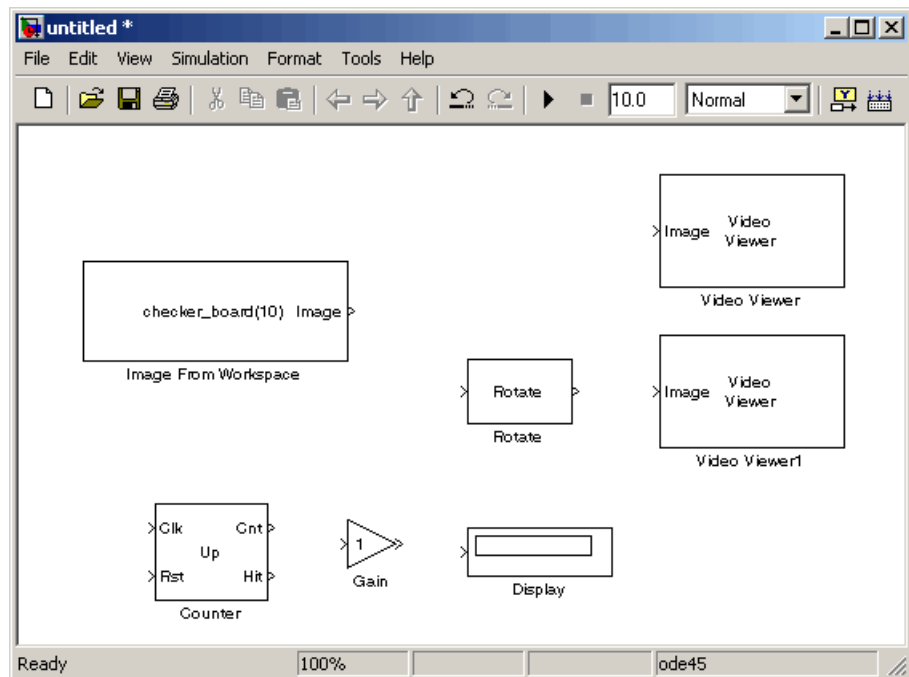 untitled *
File Edit View Simulation Format Tools Help
10.0 Normal
Image Video
Viewer
Video Viewer
checker_board(10) Image
Image From Workspace
Rotate
Rotate
Image Video
Viewer
Video Viewer1
Clk Cnt
Up
Rst Hit
Counter
1
Gain
Display
Ready 100% ode45